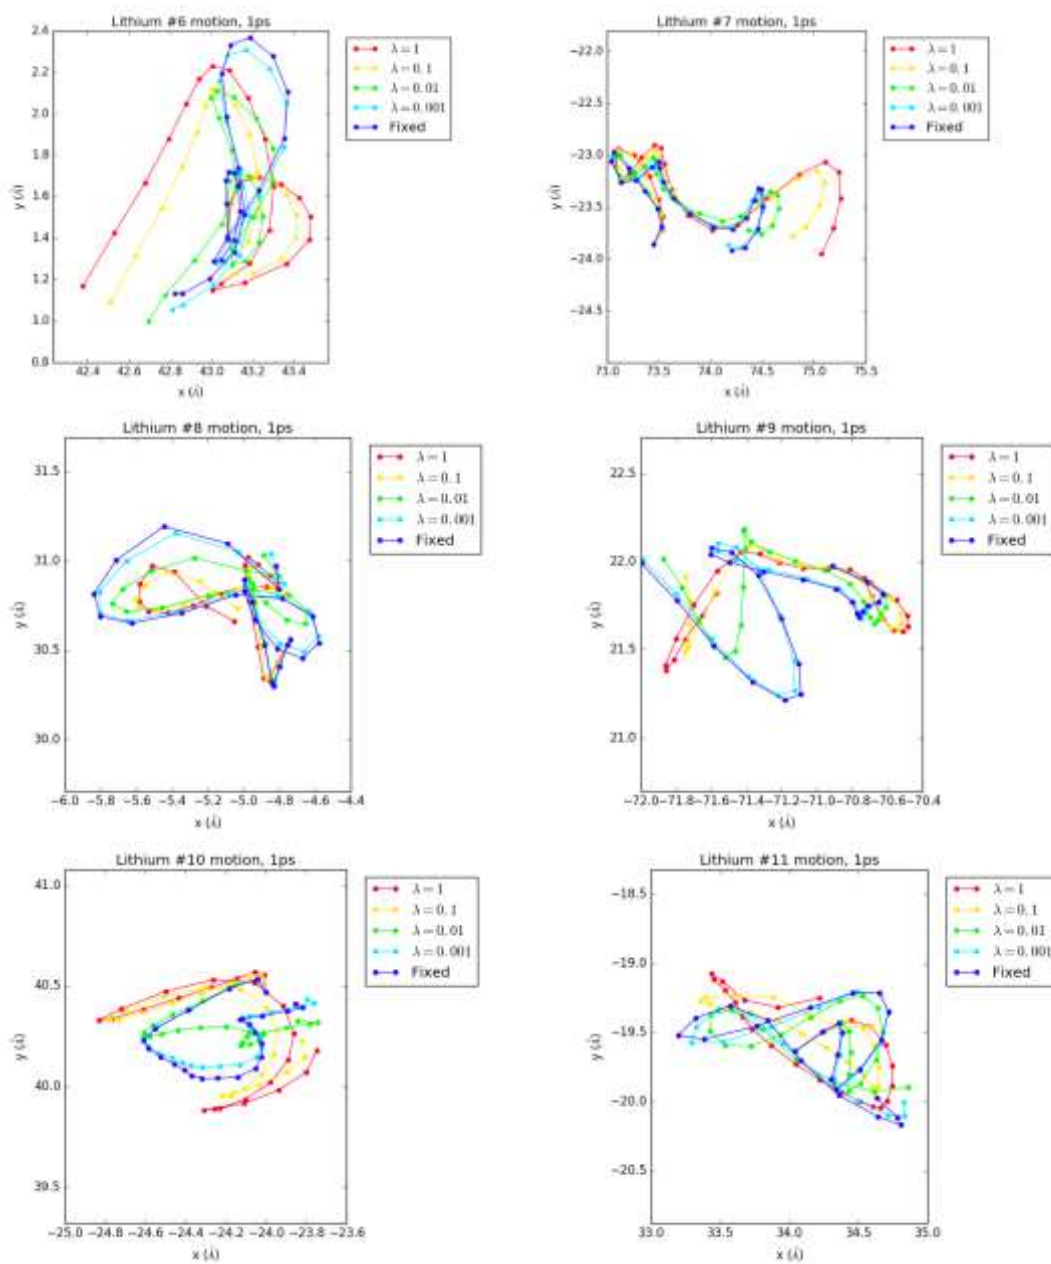 Lithium #6 motion, 1ps
2.4
2.2
2.0
1.8
1.6
1.4
1.2
1.0
0.8
y (Å)
42.4 42.6 42.8 43.0 43.2 43.4
x (Å)
λ = 1
λ = 0.1
λ = 0.01
λ = 0.001
Fixed
Lithium #7 motion, 1ps
−22.0
−22.5
−23.0
−23.5
−24.0
−24.5
y (Å)
73.0 73.5 74.0 74.5 75.0 75.5
x (Å)
λ = 1
λ = 0.1
λ = 0.01
λ = 0.001
Fixed
Lithium #8 motion, 1ps
31.5
31.0
30.5
30.0
y (Å)
−6.0 −5.8 −5.6 −5.4 −5.2 −5.0 −4.8 −4.6 −4.4
x (Å)
λ = 1
λ = 0.1
λ = 0.01
λ = 0.001
Fixed
Lithium #9 motion, 1ps
22.5
22.0
21.5
21.0
y (Å)
−72.0 −71.8 −71.6 −71.4 −71.2 −71.0 −70.8 −70.6 −70.4
x (Å)
λ = 1
λ = 0.1
λ = 0.01
λ = 0.001
Fixed
Lithium #10 motion, 1ps
41.0
40.5
40.0
39.5
y (Å)
−25.0 −24.8 −24.6 −24.4 −24.2 −24.0 −23.8 −23.6
x (Å)
λ = 1
λ = 0.1
λ = 0.01
λ = 0.001
Fixed
Lithium #11 motion, 1ps
−18.5
−19.0
−19.5
−20.0
−20.5
y (Å)
33.0 33.5 34.0 34.5 35.0
x (Å)
λ = 1
λ = 0.1
λ = 0.01
λ = 0.001
Fixed